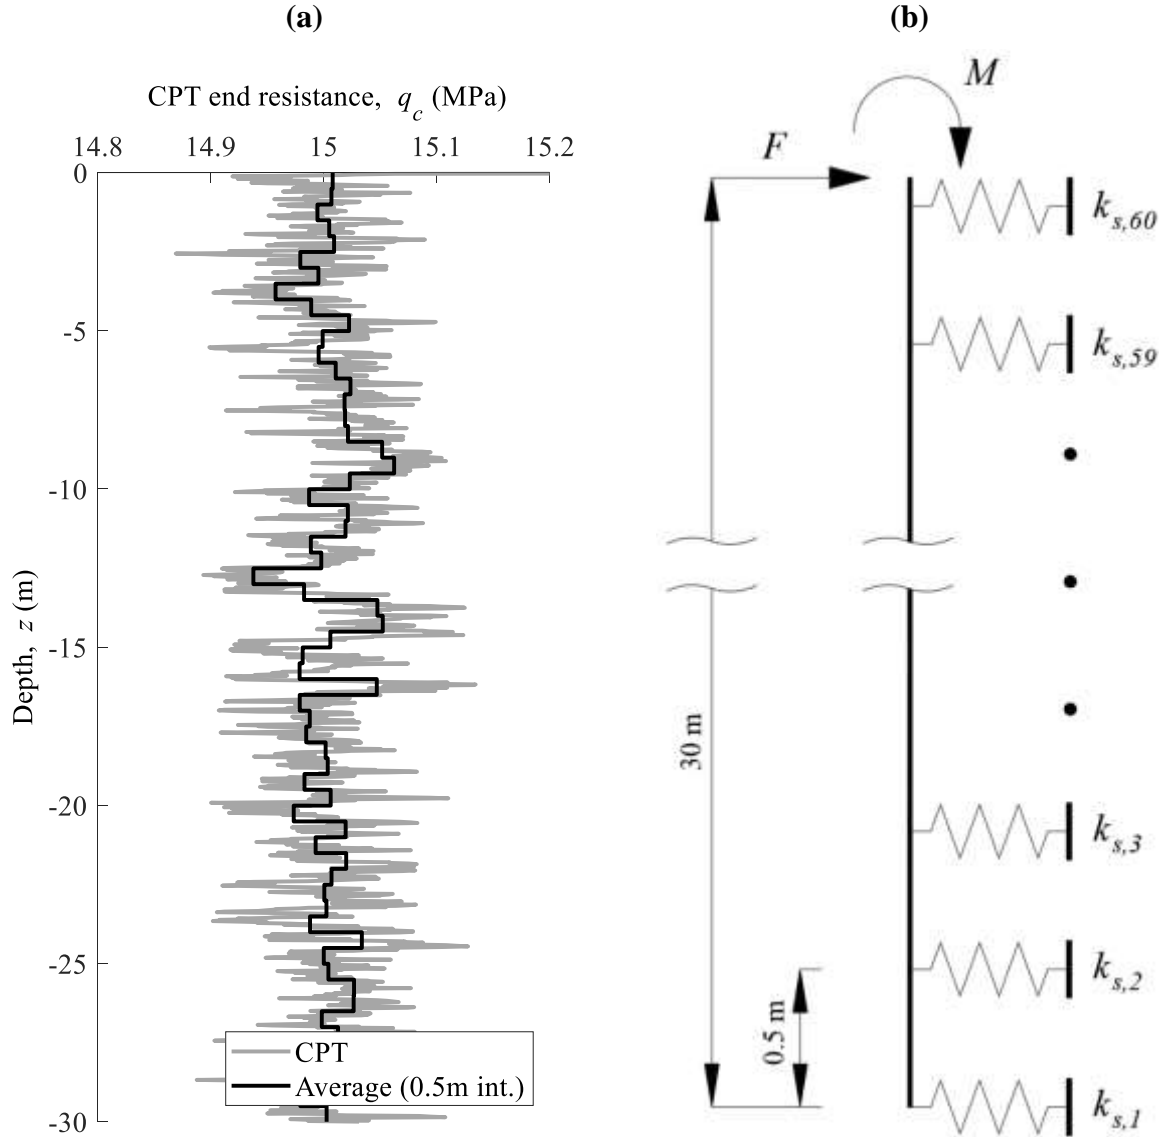 (a)
CPT end resistance, q_c (MPa)
14.8 14.9 15 15.1 15.2
0
-5
-10
-15
-20
-25
-30
Depth, z (m)
CPT
Average (0.5m int.)
(b)
M
F
k_s,60
k_s,59
30 m
k_s,3
k_s,2
0.5 m
k_s,1